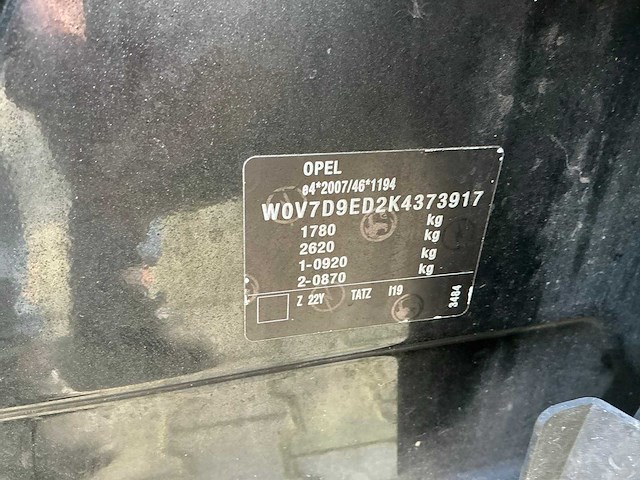 OPEL
e4*2007/46*1194
W0V7D9ED2K4373917
1780 kg
2620 kg
1-0920 kg
2-0870 kg
Z 22Y TATZ I19
3484